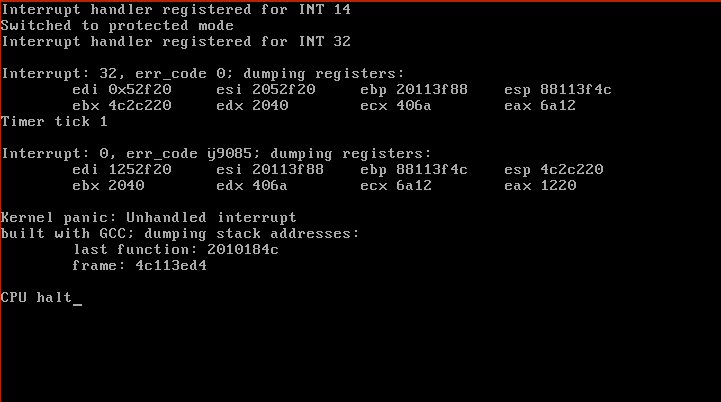 Interrupt handler registered for INT 14
Switched to protected mode
Interrupt handler registered for INT 32
Interrupt: 32, err_code 0; dumping registers:
edi 0x52f20 esi 2052f20 ebp 20113f88 esp 88113f4c
ebx 4c2c220 edx 2040 ecx 406a eax 6a12
Timer tick 1
Interrupt: 0, err_code ÿ9085; dumping registers:
edi 1252f20 esi 20113f88 ebp 88113f4c esp 4c2c220
ebx 2040 edx 406a ecx 6a12 eax 1220
Kernel panic: Unhandled interrupt
built with GCC; dumping stack addresses:
last function: 2010184c
frame: 4c113ed4
CPU halt_